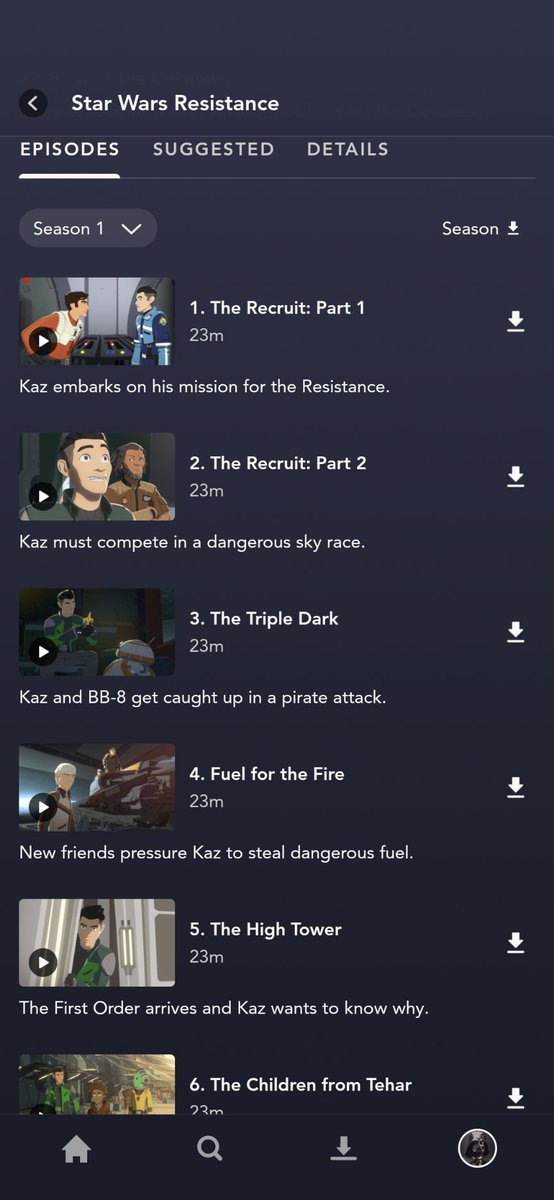 Star Wars Resistance
EPISODES
SUGGESTED
DETAILS
Season 1
Season
1. The Recruit: Part 1
23m
Kaz embarks on his mission for the Resistance.
2. The Recruit: Part 2
23m
Kaz must compete in a dangerous sky race.
3. The Triple Dark
23m
Kaz and BB-8 get caught up in a pirate attack.
4. Fuel for the Fire
23m
New friends pressure Kaz to steal dangerous fuel.
5. The High Tower
23m
The First Order arrives and Kaz wants to know why.
6. The Children from Tehar
23m